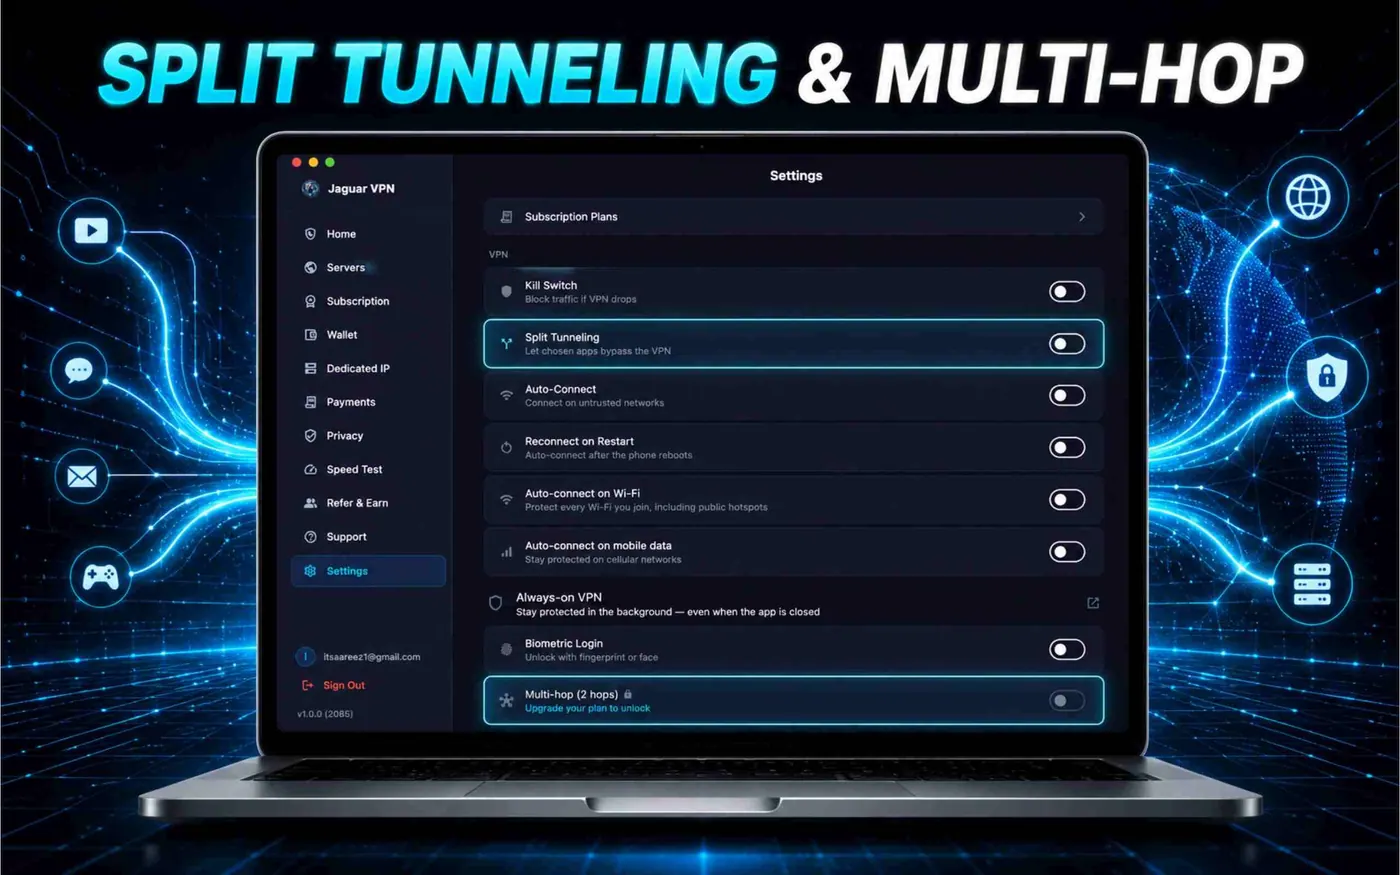 SPLIT TUNNELING & MULTI-HOP
Jaguar VPN
Home
Servers
Subscription
Wallet
Dedicated IP
Payments
Privacy
Speed Test
Refer & Earn
Support
Settings
I
itsaareez1@gmail.com
Sign Out
v1.0.0 (2085)
Settings
Subscription Plans
VPN
Kill Switch
Block traffic if VPN drops
Split Tunneling
Let chosen apps bypass the VPN
Auto-Connect
Connect on untrusted networks
Reconnect on Restart
Auto-connect after the phone reboots
Auto-connect on Wi-Fi
Protect every Wi-Fi you join, including public hotspots
Auto-connect on mobile data
Stay protected on cellular networks
Always-on VPN
Stay protected in the background — even when the app is closed
Biometric Login
Unlock with fingerprint or face
Multi-hop (2 hops)
Upgrade your plan to unlock